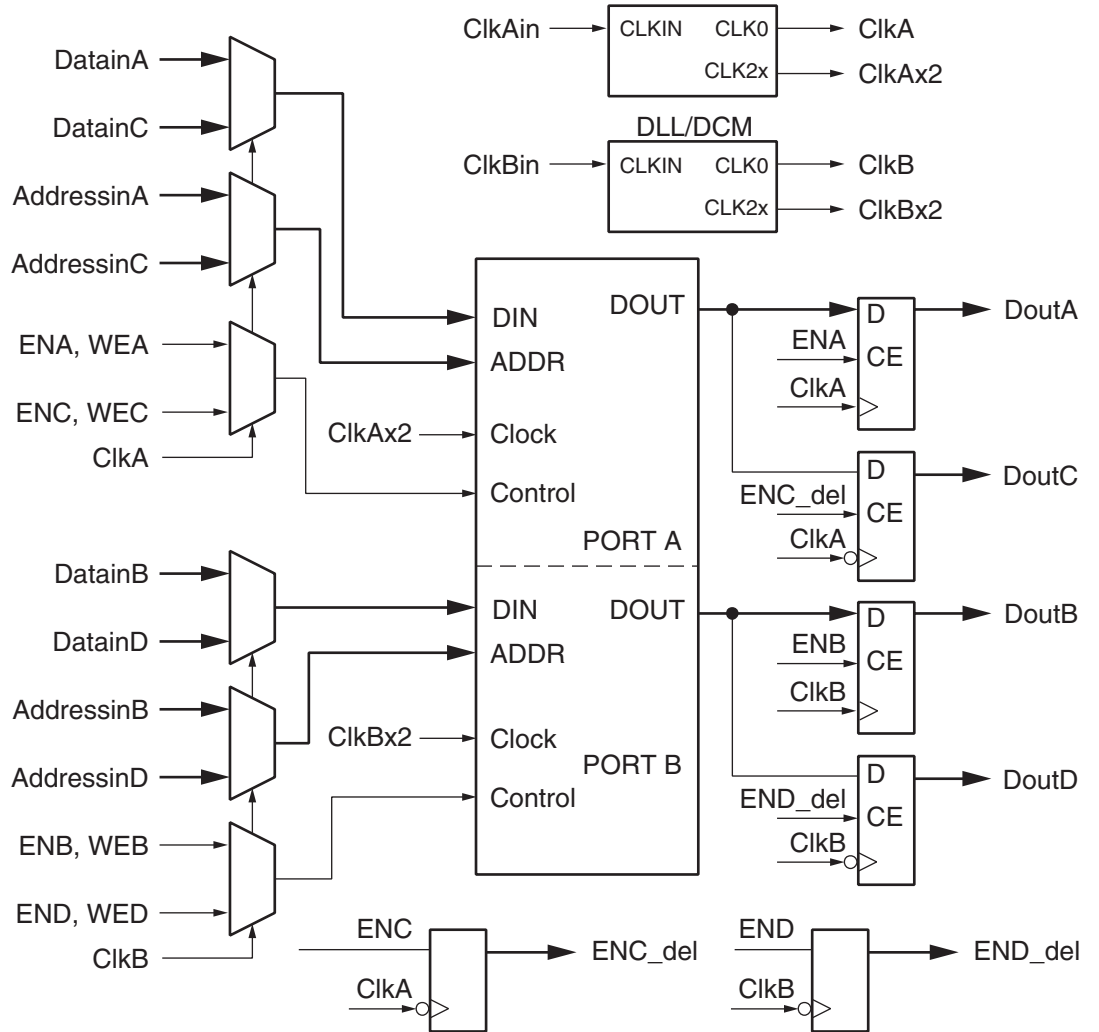 DatainA
DatainC
AddressinA
AddressinC
ENA, WEA
ENC, WEC
ClkA
ClkAin
CLKIN
CLK0
ClkA
CLK2x
ClkAx2
DLL/DCM
ClkBin
CLKIN
CLK0
ClkB
CLK2x
ClkBx2
DIN
DOUT
ADDR
ClkAx2
Clock
Control
PORT A
D
DoutA
ENA
CE
ClkA
D
DoutC
ENC_del
CE
ClkA
DatainB
DatainD
AddressinB
AddressinD
ENB, WEB
END, WED
ClkB
DIN
DOUT
ADDR
ClkBx2
Clock
PORT B
Control
D
DoutB
ENB
CE
ClkB
D
DoutD
END_del
CE
ClkB
ENC
ENC_del
ClkA
END
END_del
ClkB